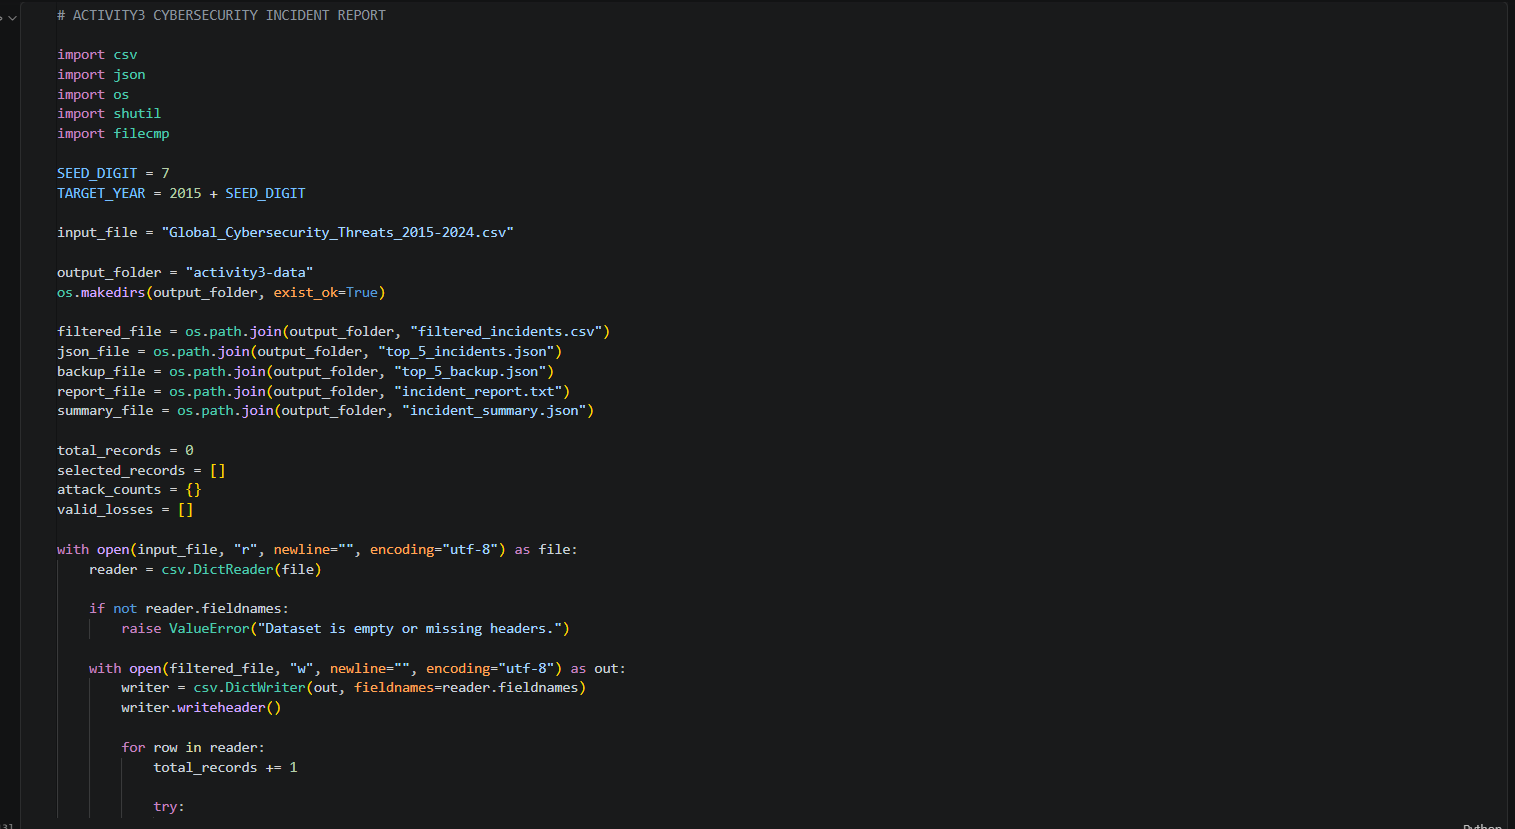 # ACTIVITY3 CYBERSECURITY INCIDENT REPORT
import csv
import json
import os
import shutil
import filecmp
SEED_DIGIT = 7
TARGET_YEAR = 2015 + SEED_DIGIT
input_file = "Global_Cybersecurity_Threats_2015-2024.csv"
output_folder = "activity3-data"
os.makedirs(output_folder, exist_ok=True)
filtered_file = os.path.join(output_folder, "filtered_incidents.csv")
json_file = os.path.join(output_folder, "top_5_incidents.json")
backup_file = os.path.join(output_folder, "top_5_backup.json")
report_file = os.path.join(output_folder, "incident_report.txt")
summary_file = os.path.join(output_folder, "incident_summary.json")
total_records = 0
selected_records = []
attack_counts = {}
valid_losses = []
with open(input_file, "r", newline="", encoding="utf-8") as file:
    reader = csv.DictReader(file)
    if not reader.fieldnames:
        raise ValueError("Dataset is empty or missing headers.")
    with open(filtered_file, "w", newline="", encoding="utf-8") as out:
        writer = csv.DictWriter(out, fieldnames=reader.fieldnames)
        writer.writeheader()
        for row in reader:
            total_records += 1
            try:
Python